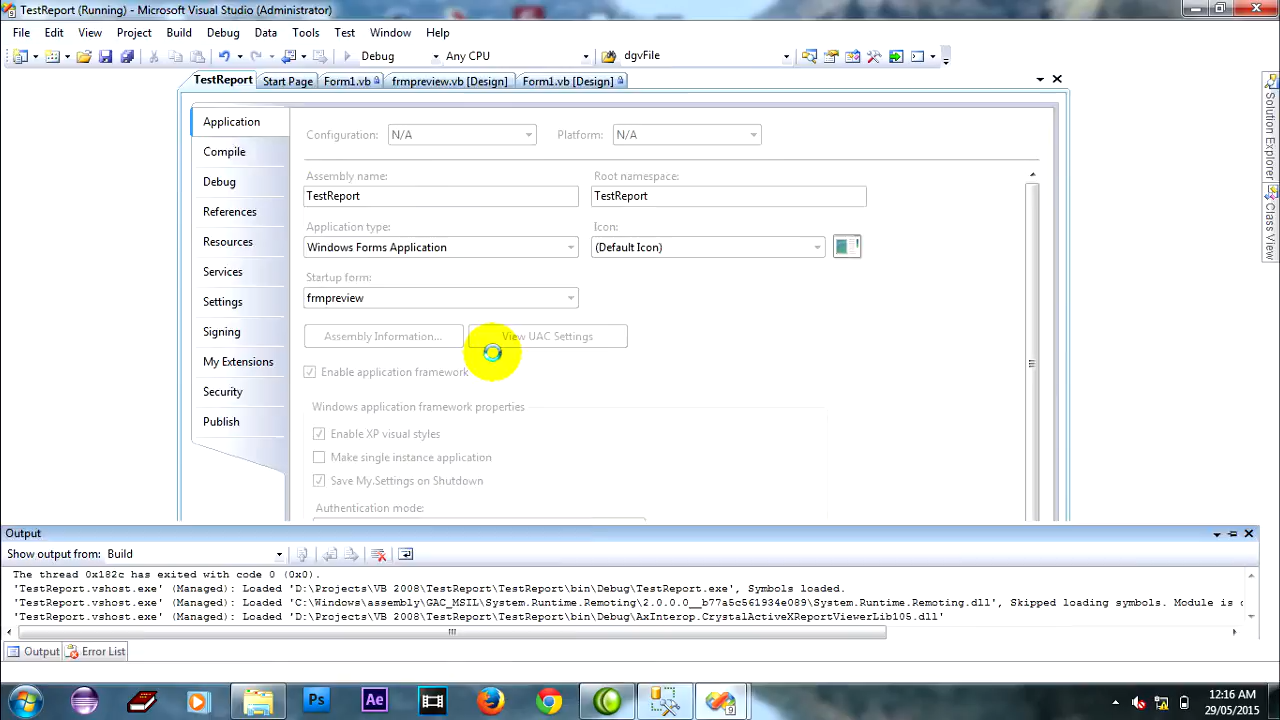 TestReport (Running) - Microsoft Visual Studio (Administrator)
File Edit View Project Build Debug Data Tools Test Window Help
Debug Any CPU dgvFile
TestReport Start Page Form1.vb frmpreview.vb [Design] Form1.vb [Design]
Solution Explorer
Class View
Application
Compile
Debug
References
Resources
Services
Settings
Signing
My Extensions
Security
Publish
Configuration: N/A Platform: N/A
Assembly name: Root namespace:
TestReport TestReport
Application type: Icon:
Windows Forms Application (Default Icon)
Startup form:
frmpreview
Assembly Information... View UAC Settings
Enable application framework
Windows application framework properties
Enable XP visual styles
Make single instance application
Save My.Settings on Shutdown
Authentication mode:
Output
Show output from: Build
The thread 0x182c has exited with code 0 (0x0).
'TestReport.vshost.exe' (Managed): Loaded 'D:\Projects\VB 2008\TestReport\TestReport\bin\Debug\TestReport.exe', Symbols loaded.
'TestReport.vshost.exe' (Managed): Loaded 'C:\Windows\assembly\GAC_MSIL\System.Runtime.Remoting\2.0.0.0__b77a5c561934e089\System.Runtime.Remoting.dll', Skipped loading symbols. Module is c
'TestReport.vshost.exe' (Managed): Loaded 'D:\Projects\VB 2008\TestReport\TestReport\bin\Debug\AxInterop.CrystalActiveXReportViewerLib105.dll'
Output Error List
Ps Ae 9
12:16 AM
29/05/2015